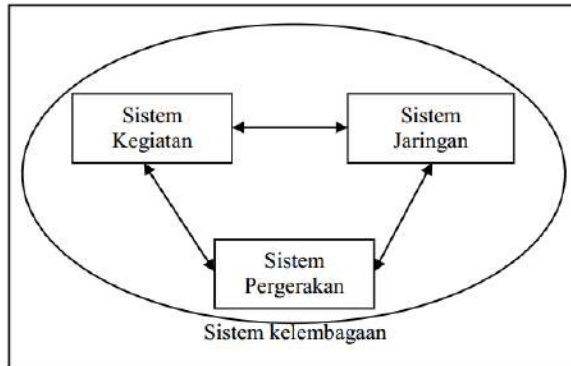 Sistem
Kegiatan
Sistem
Jaringan
Sistem
Pergerakan
Sistem kelembagaan